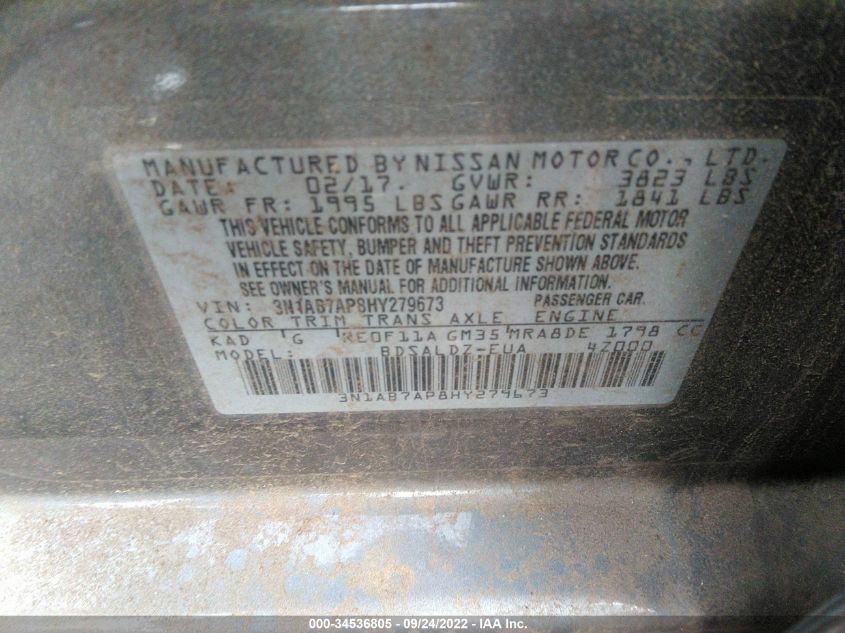 MANUFACTURED BY NISSAN MOTOR CO., LTD.
DATE: 02/17. GVWR: 3823 LBS
GAWR FR: 1995 LBS GAWR RR: 1841 LBS
THIS VEHICLE CONFORMS TO ALL APPLICABLE FEDERAL MOTOR
VEHICLE SAFETY, BUMPER AND THEFT PREVENTION STANDARDS
IN EFFECT ON THE DATE OF MANUFACTURE SHOWN ABOVE.
SEE OWNER'S MANUAL FOR ADDITIONAL INFORMATION
VIN: 3N1AB7AP8HY279673 PASSENGER CAR.
COLOR TRIM TRANS AXLE ENGINE
KAD G RE0F11A GM35 MRA8DE 1798 CC
MODEL: BDSALDZ-EUA 4Z000
3N1AB7AP8HY279673
000-34536805 - 09/24/2022 - IAA Inc.